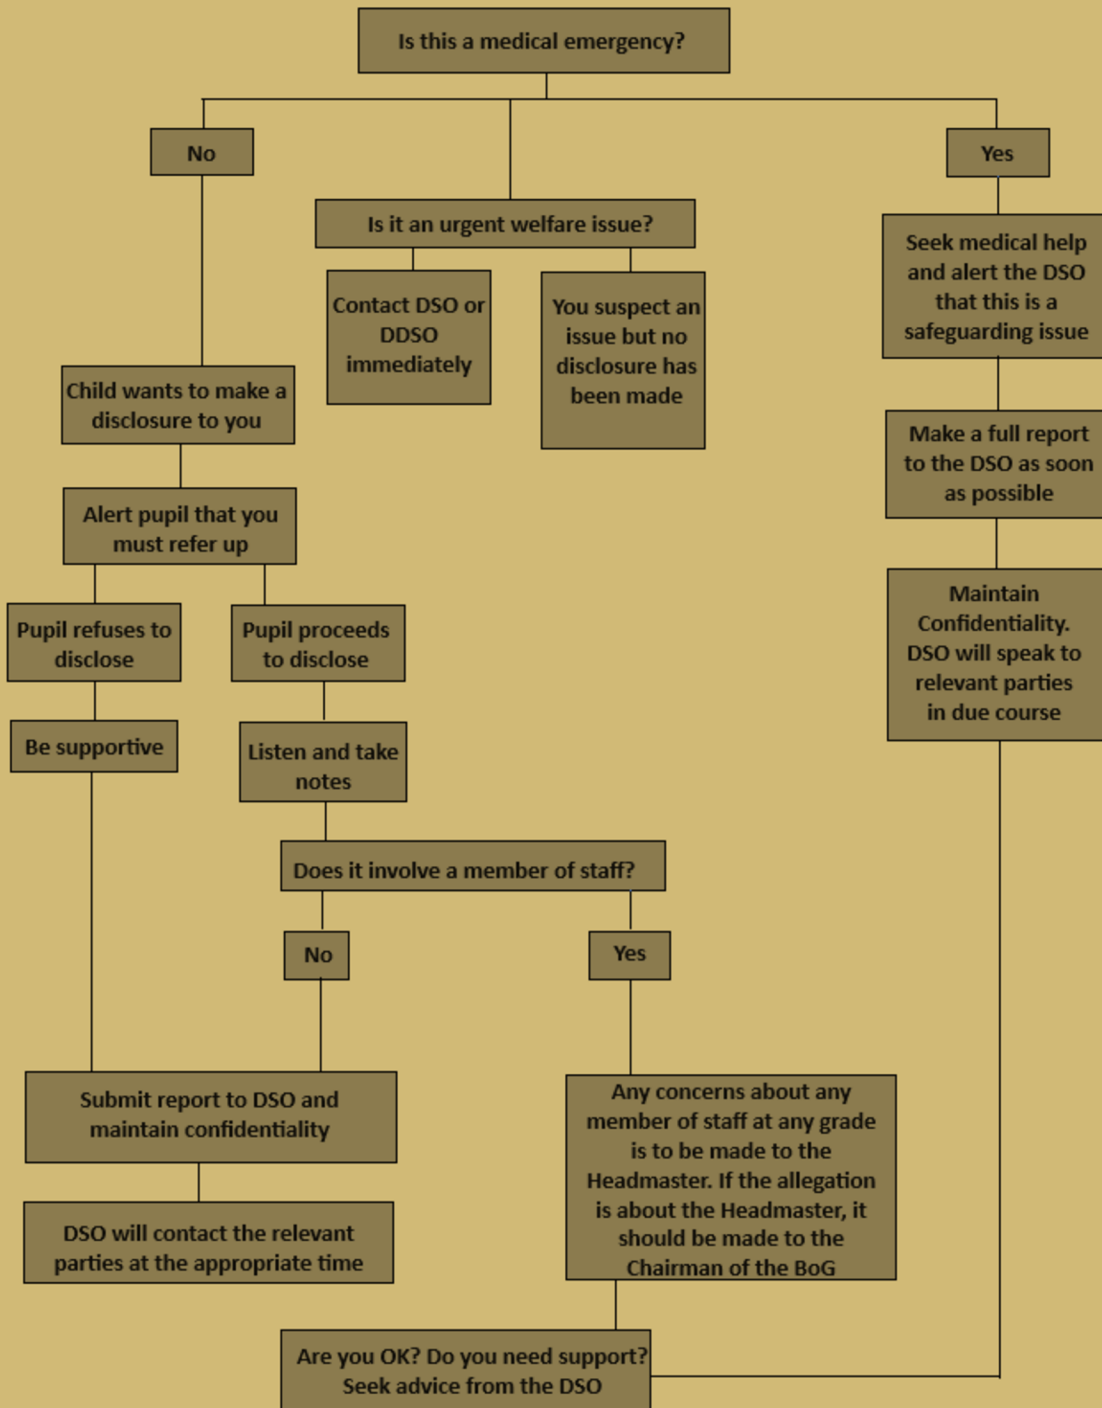 Is this a medical emergency?
No
Yes
Is it an urgent welfare issue?
Seek medical help
and alert the DSO
that this is a
safeguarding issue
Contact DSO or
DDSO
immediately
You suspect an
issue but no
disclosure has
been made
Child wants to make a
disclosure to you
Make a full report
to the DSO as soon
as possible
Alert pupil that you
must refer up
Pupil refuses to
disclose
Pupil proceeds
to disclose
Maintain
Confidentiality.
DSO will speak to
relevant parties
in due course
Be supportive
Listen and take
notes
Does it involve a member of staff?
No
Yes
Submit report to DSO and
maintain confidentiality
Any concerns about any
member of staff at any grade
is to be made to the
Headmaster. If the allegation
is about the Headmaster, it
should be made to the
Chairman of the BoG
DSO will contact the relevant
parties at the appropriate time
Are you OK? Do you need support?
Seek advice from the DSO